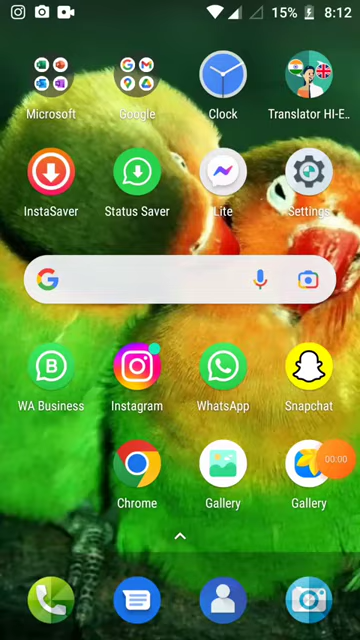 15% 8:12
Microsoft Google Clock Translator HI-E..
InstaSaver Status Saver Lite Settings
WA Business Instagram WhatsApp Snapchat
Chrome Gallery Gallery
00:00